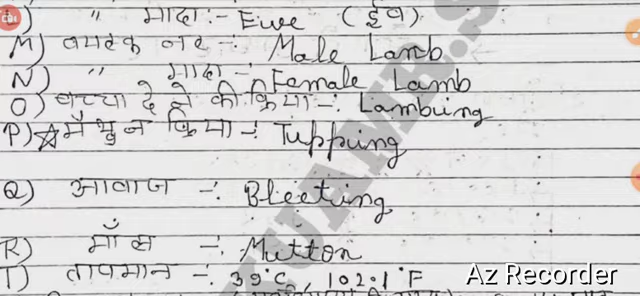 L) " मादा :- Ewe (ईव)
M) वयस्क नर -: Male Lamb
N) " मादा -: Female Lamb
O) बच्चा देने की क्रिया -: Lambing
P) ☆ मैथुन क्रिया -: Tupping
Q) आवाज -: Bleeting
R) माँस -: Mutton
T) तापमान -: 39°C, 102.1°F
Az Recorder